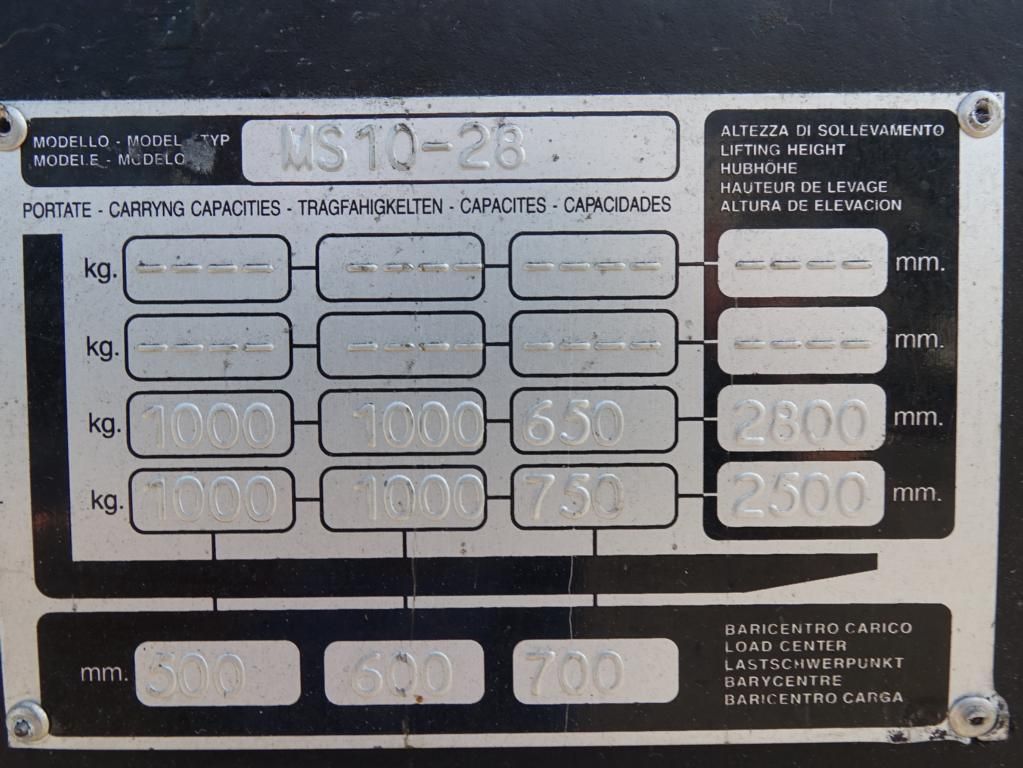 MODELLO - MODEL - TYP
MODELE - MODELO
MS10-28
PORTATE - CARRYNG CAPACITIES - TRAGFAHIGKELTEN - CAPACITES - CAPACIDADES
ALTEZZA DI SOLLEVAMENTO
LIFTING HEIGHT
HUBHÖHE
HAUTEUR DE LEVAGE
ALTURA DE ELEVACION
kg. ---- ---- ---- ---- mm.
kg. ---- ---- ---- ---- mm.
kg. 1000 1000 650 2800 mm.
kg. 1000 1000 750 2500 mm.
mm. 500 600 700
BARICENTRO CARICO
LOAD CENTER
LASTSCHWERPUNKT
BARYCENTRE
BARICENTRO CARGA